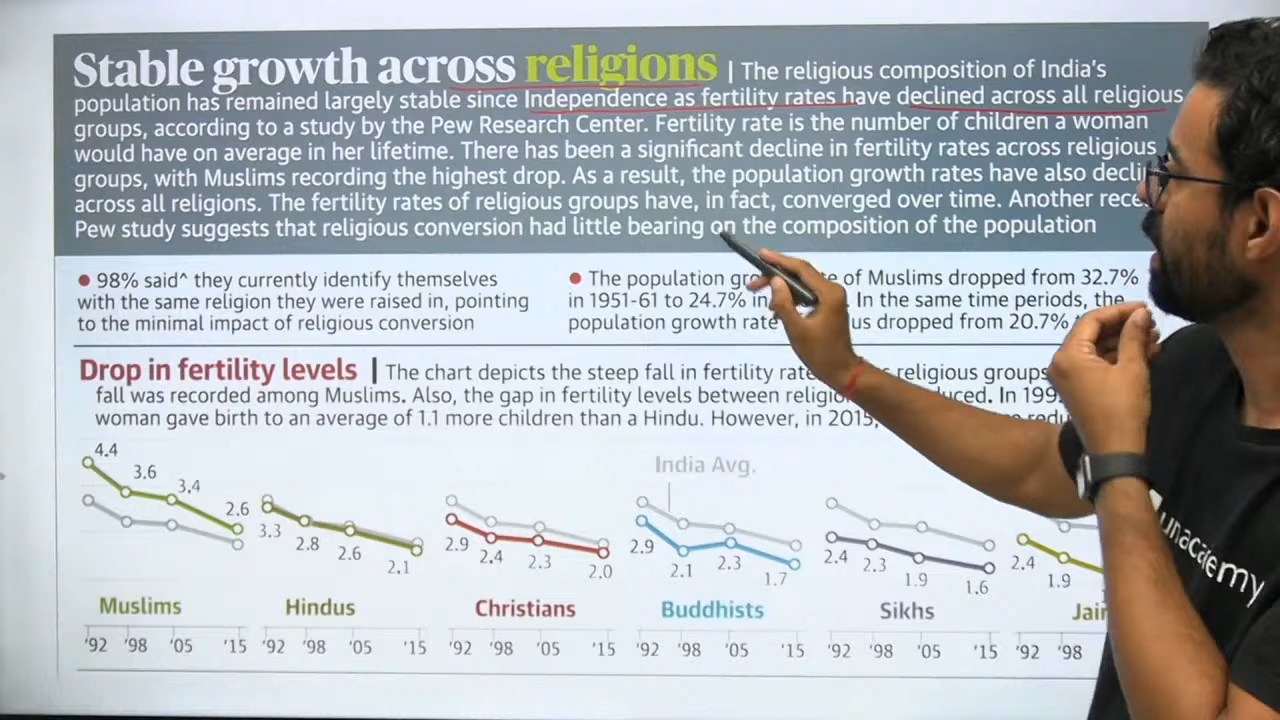 Stable growth across religions | The religious composition of India's
population has remained largely stable since Independence as fertility rates have declined across all religious
groups, according to a study by the Pew Research Center. Fertility rate is the number of children a woman
would have on average in her lifetime. There has been a significant decline in fertility rates across religious
groups, with Muslims recording the highest drop. As a result, the population growth rates have also decli
across all religions. The fertility rates of religious groups have, in fact, converged over time. Another rece
Pew study suggests that religious conversion had little bearing on the composition of the population
• 98% said^ they currently identify themselves
with the same religion they were raised in, pointing
to the minimal impact of religious conversion
• The population gro e of Muslims dropped from 32.7%
in 1951-61 to 24.7% in In the same time periods, the
population growth rate us dropped from 20.7%
Drop in fertility levels | The chart depicts the steep fall in fertility rate religious groups
fall was recorded among Muslims. Also, the gap in fertility levels between religio uced. In 199
woman gave birth to an average of 1.1 more children than a Hindu. However, in 2015,
India Avg.
4.4 3.6 3.4 2.6
3.3 2.8 2.6 2.1
2.9 2.4 2.3 2.0
2.9 2.1 2.3 1.7
2.4 2.3 1.9 1.6
2.4 1.9
Muslims Hindus Christians Buddhists Sikhs Jai
'92 '98 '05 '15 '92 '98 '05 '15 '92 '98 '05 '15 '92 '98 '05 '15 '92 '98 '05 '15 '92 '98
unacademy